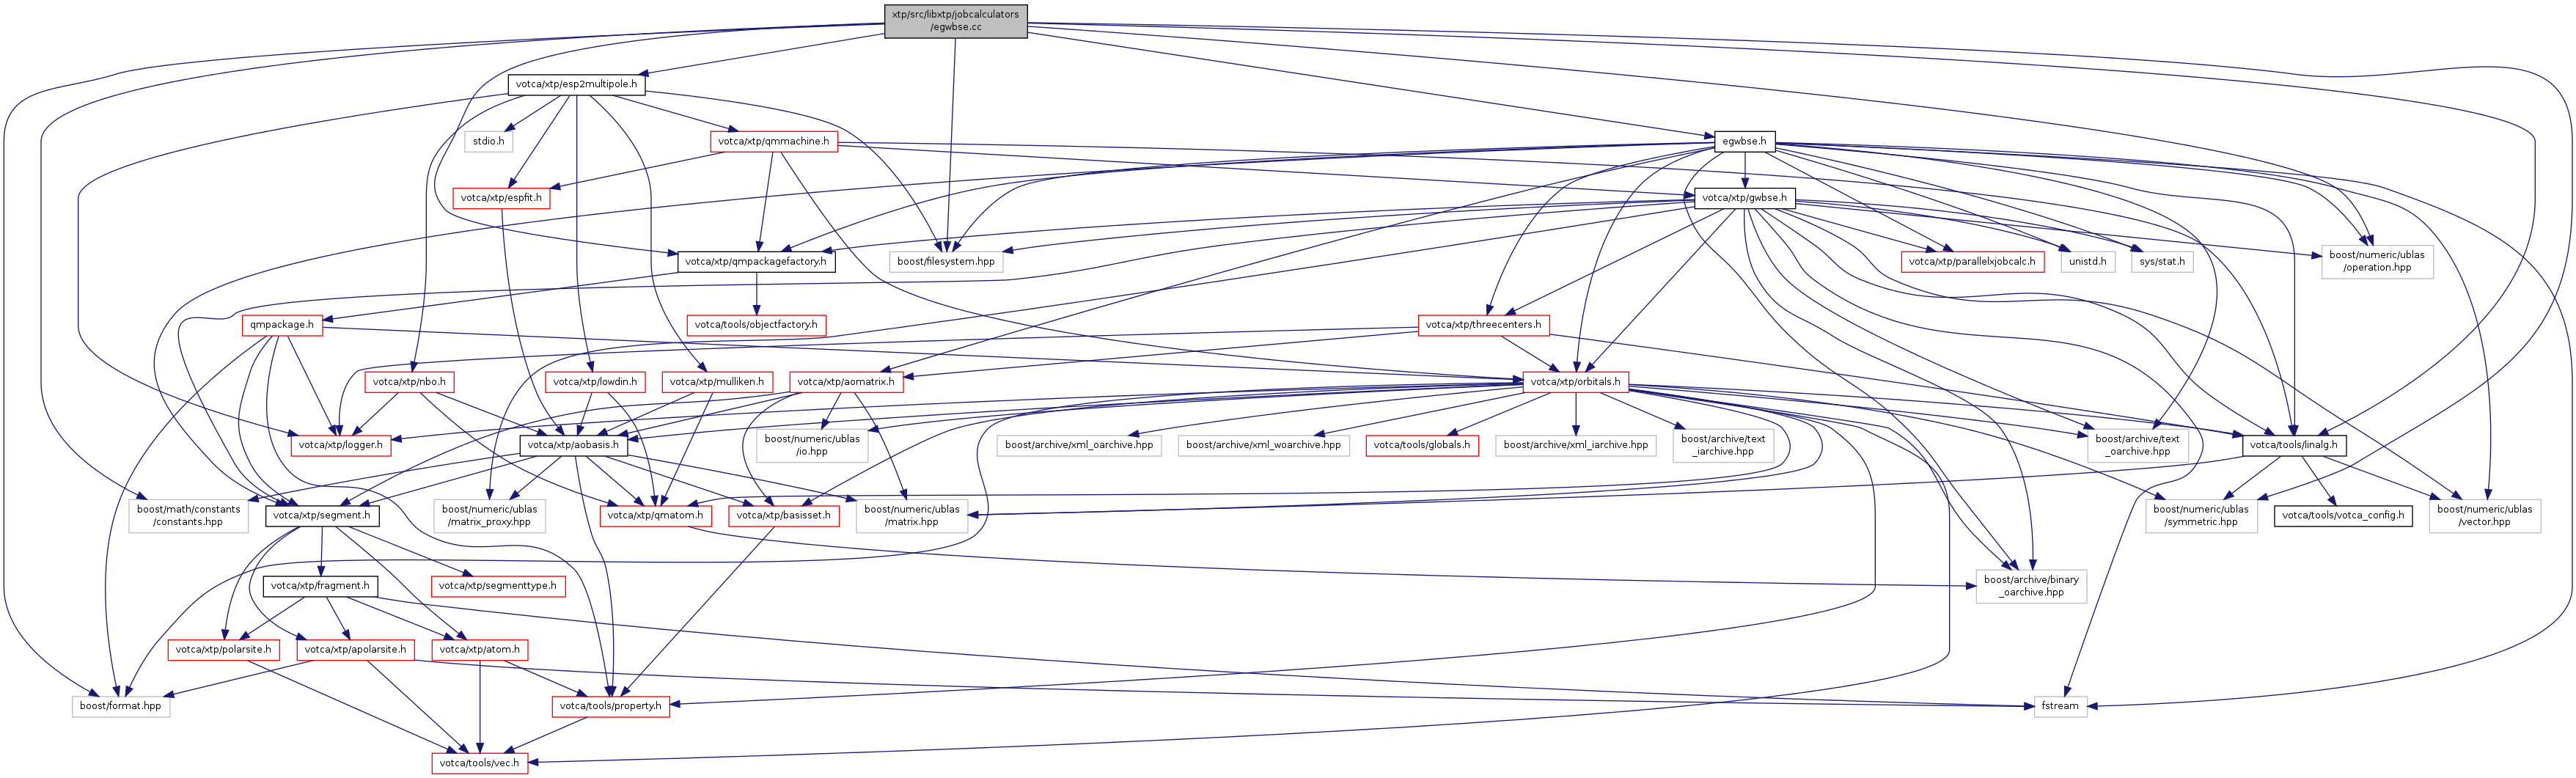 xtp/src/libxtp/jobcalculators
/egwbse.cc
votca/xtp/esp2multipole.h
stdio.h
votca/xtp/qmmachine.h
egwbse.h
votca/xtp/espfit.h
votca/xtp/gwbse.h
votca/xtp/qmpackagefactory.h
boost/filesystem.hpp
votca/xtp/parallelxjobcalc.h
unistd.h
sys/stat.h
boost/numeric/ublas
/operation.hpp
qmpackage.h
votca/tools/objectfactory.h
votca/xtp/threecenters.h
votca/xtp/nbo.h
votca/xtp/lowdin.h
votca/xtp/mulliken.h
votca/xtp/aomatrix.h
votca/xtp/orbitals.h
votca/xtp/logger.h
votca/xtp/aobasis.h
boost/numeric/ublas
/io.hpp
boost/archive/xml_oarchive.hpp
boost/archive/xml_woarchive.hpp
votca/tools/globals.h
boost/archive/xml_iarchive.hpp
boost/archive/text
_iarchive.hpp
boost/archive/text
_oarchive.hpp
votca/tools/linalg.h
boost/math/constants
/constants.hpp
votca/xtp/segment.h
boost/numeric/ublas
/matrix_proxy.hpp
votca/xtp/qmatom.h
votca/xtp/basisset.h
boost/numeric/ublas
/matrix.hpp
boost/numeric/ublas
/symmetric.hpp
votca/tools/votca_config.h
boost/numeric/ublas
/vector.hpp
votca/xtp/fragment.h
votca/xtp/segmenttype.h
boost/archive/binary
_oarchive.hpp
votca/xtp/polarsite.h
votca/xtp/apolarsite.h
votca/xtp/atom.h
boost/format.hpp
votca/tools/property.h
fstream
votca/tools/vec.h